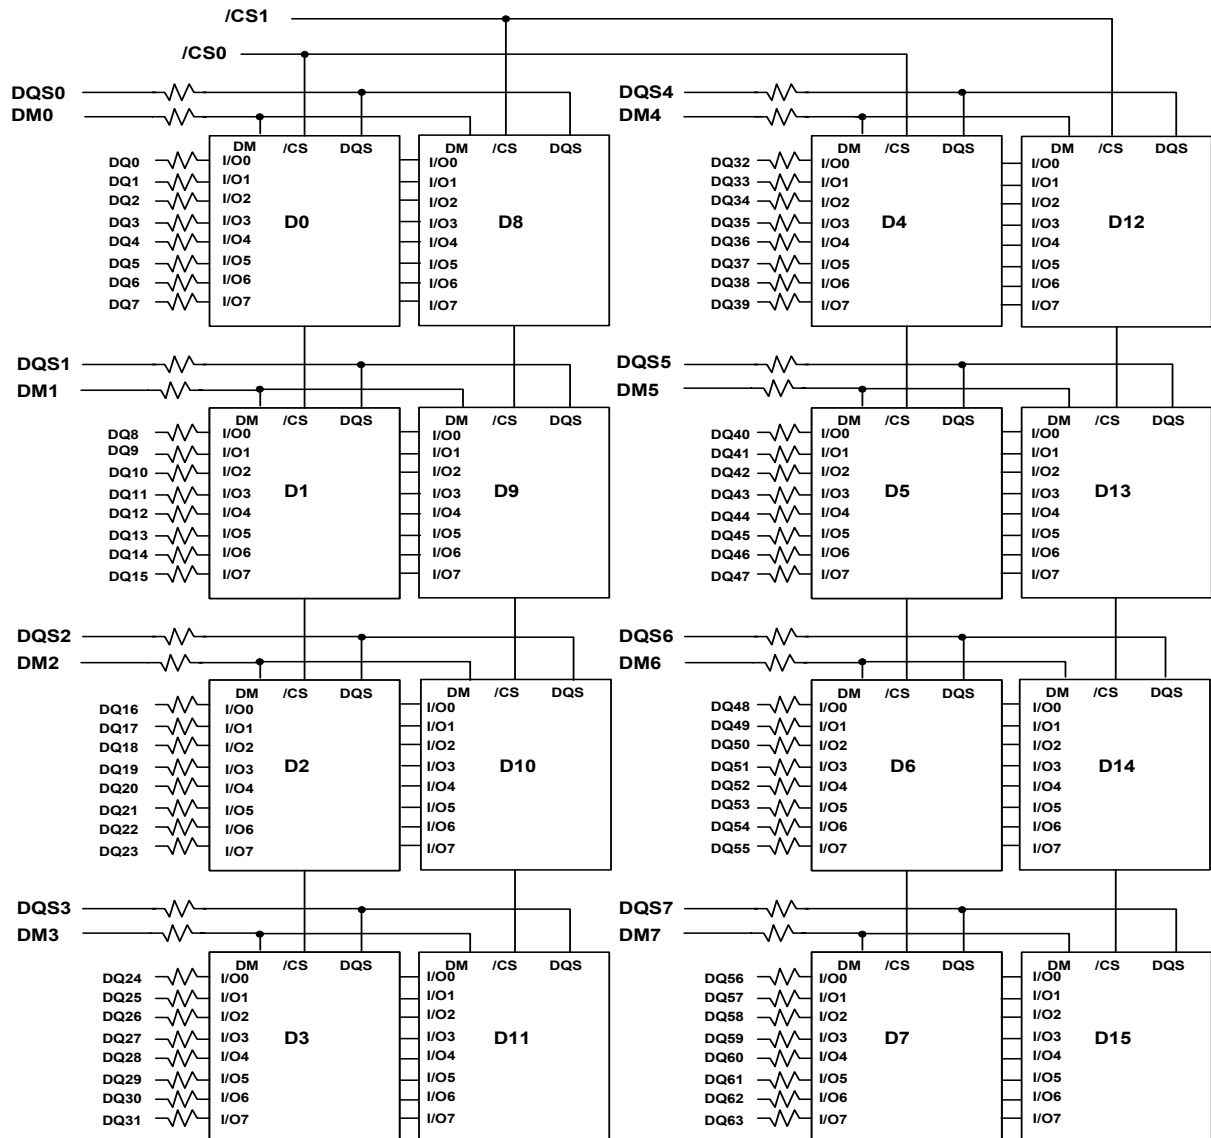 /CS1
/CS0
DQS0 DQS4
DM0 DM4
DM /CS DQS DM /CS DQS DM /CS DQS DM /CS DQS
DQ0 I/O0 I/O0 DQ32 I/O0 I/O0
DQ1 I/O1 I/O1 DQ33 I/O1 I/O1
DQ2 I/O2 I/O2 DQ34 I/O2 I/O2
DQ3 I/O3 D0 I/O3 D8 DQ35 I/O3 D4 I/O3 D12
DQ4 I/O4 I/O4 DQ36 I/O4 I/O4
DQ5 I/O5 I/O5 DQ37 I/O5 I/O5
DQ6 I/O6 I/O6 DQ38 I/O6 I/O6
DQ7 I/O7 I/O7 DQ39 I/O7 I/O7
DQS1 DQS5
DM1 DM5
DM /CS DQS DM /CS DQS DM /CS DQS DM /CS DQS
DQ8 I/O0 I/O0 DQ40 I/O0 I/O0
DQ9 I/O1 I/O1 DQ41 I/O1 I/O1
DQ10 I/O2 I/O2 DQ42 I/O2 I/O2
DQ11 I/O3 D1 I/O3 D9 DQ43 I/O3 D5 I/O3 D13
DQ12 I/O4 I/O4 DQ44 I/O4 I/O4
DQ13 I/O5 I/O5 DQ45 I/O5 I/O5
DQ14 I/O6 I/O6 DQ46 I/O6 I/O6
DQ15 I/O7 I/O7 DQ47 I/O7 I/O7
DQS2 DQS6
DM2 DM6
DM /CS DQS DM /CS DQS DM /CS DQS DM /CS DQS
DQ16 I/O0 I/O0 DQ48 I/O0 I/O0
DQ17 I/O1 I/O1 DQ49 I/O1 I/O1
DQ18 I/O2 I/O2 DQ50 I/O2 I/O2
DQ19 I/O3 D2 I/O3 D10 DQ51 I/O3 D6 I/O3 D14
DQ20 I/O4 I/O4 DQ52 I/O4 I/O4
DQ21 I/O5 I/O5 DQ53 I/O5 I/O5
DQ22 I/O6 I/O6 DQ54 I/O6 I/O6
DQ23 I/O7 I/O7 DQ55 I/O7 I/O7
DQS3 DQS7
DM3 DM7
DM /CS DQS DM /CS DQS DM /CS DQS DM /CS DQS
DQ24 I/O0 I/O0 DQ56 I/O0 I/O0
DQ25 I/O1 I/O1 DQ57 I/O1 I/O1
DQ26 I/O2 I/O2 DQ58 I/O2 I/O2
DQ27 I/O3 D3 I/O3 D11 DQ59 I/O3 D7 I/O3 D15
DQ28 I/O4 I/O4 DQ60 I/O4 I/O4
DQ29 I/O5 I/O5 DQ61 I/O5 I/O5
DQ30 I/O6 I/O6 DQ62 I/O6 I/O6
DQ31 I/O7 I/O7 DQ63 I/O7 I/O7